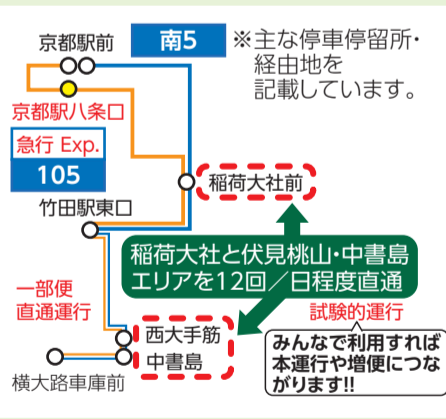 京都駅前
南5
※主な停車停留所・
経由地を
記載しています。
京都駅八条口
急行 Exp.
105
稲荷大社前
竹田駅東口
稲荷大社と伏見桃山・中書島
エリアを12回／日程度直通
一部便
直通運行
試験的運行
西大手筋
中書島
みんなで利用すれば
本運行や増便につな
がります!!
横大路車庫前